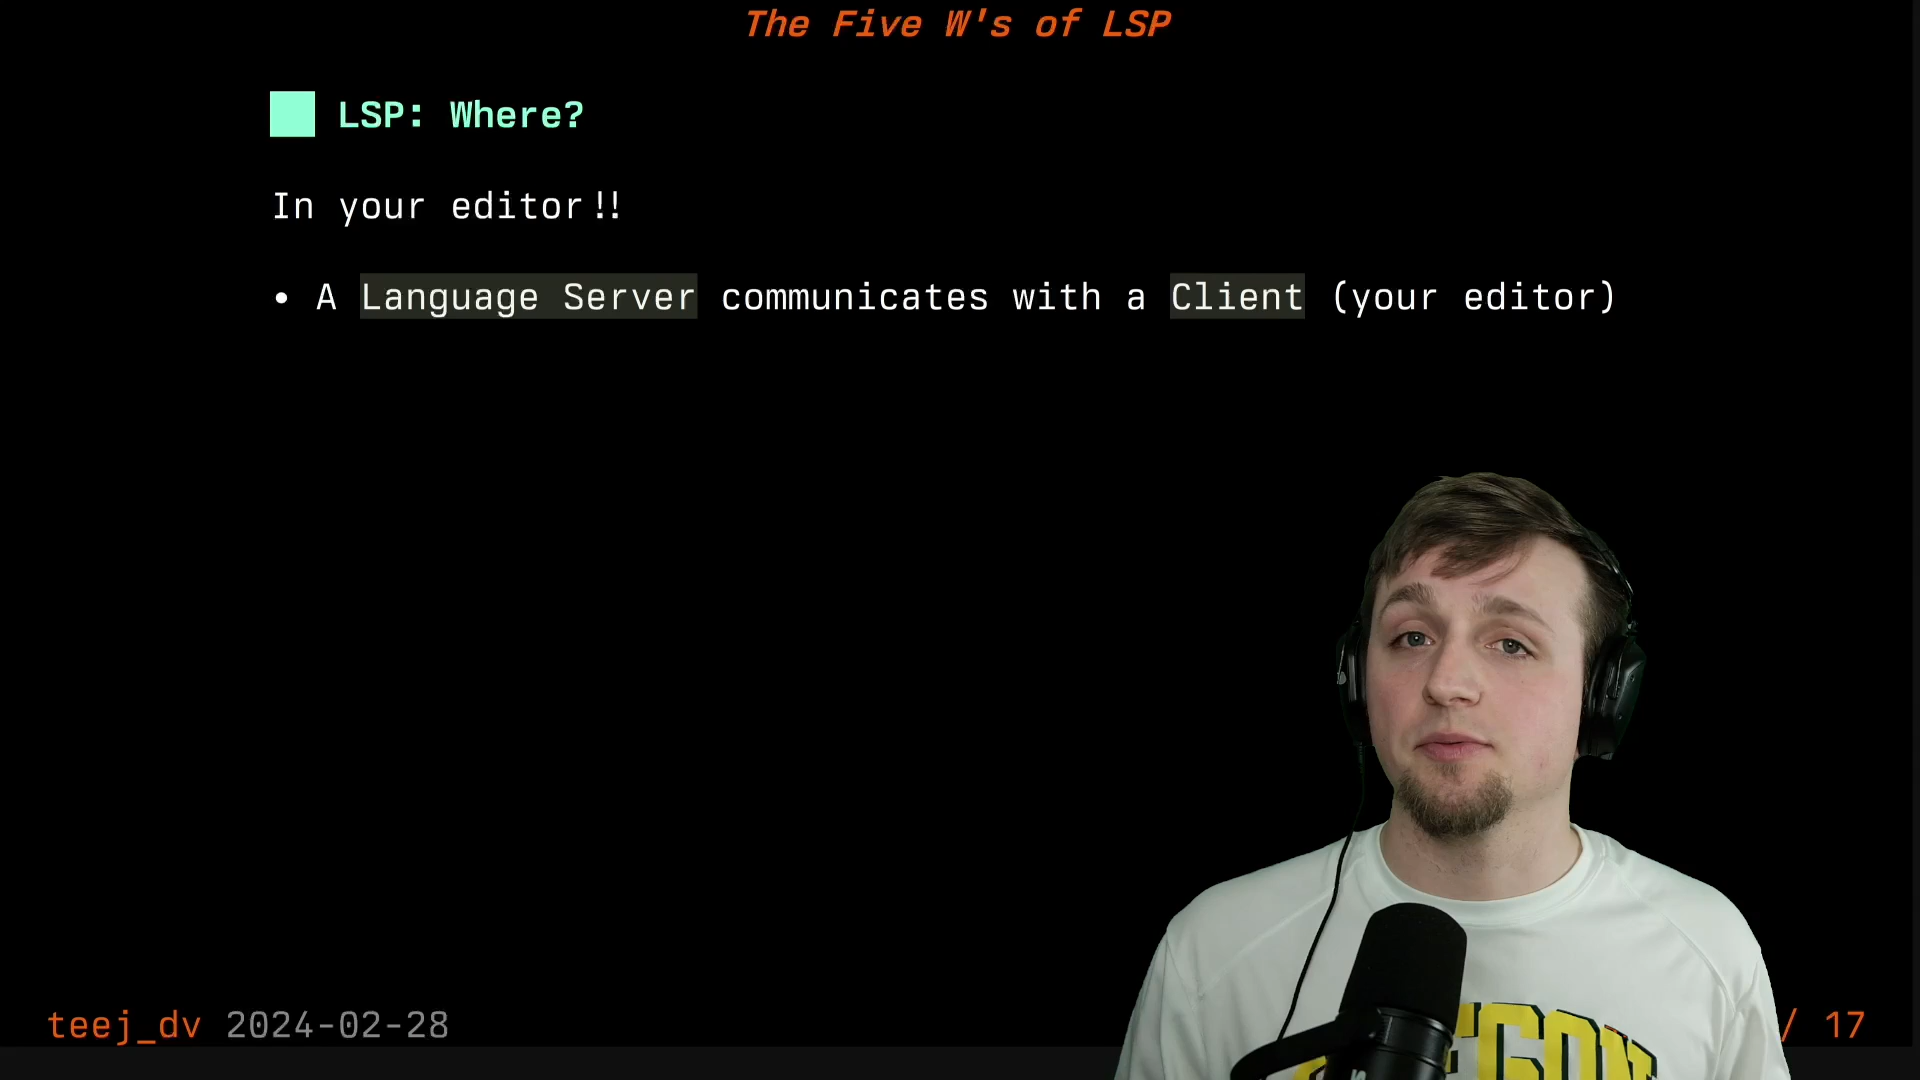 The Five W's of LSP
LSP: Where?
In your editor!!
• A Language Server communicates with a Client (your editor)
teej_dv 2024-02-28
/ 17